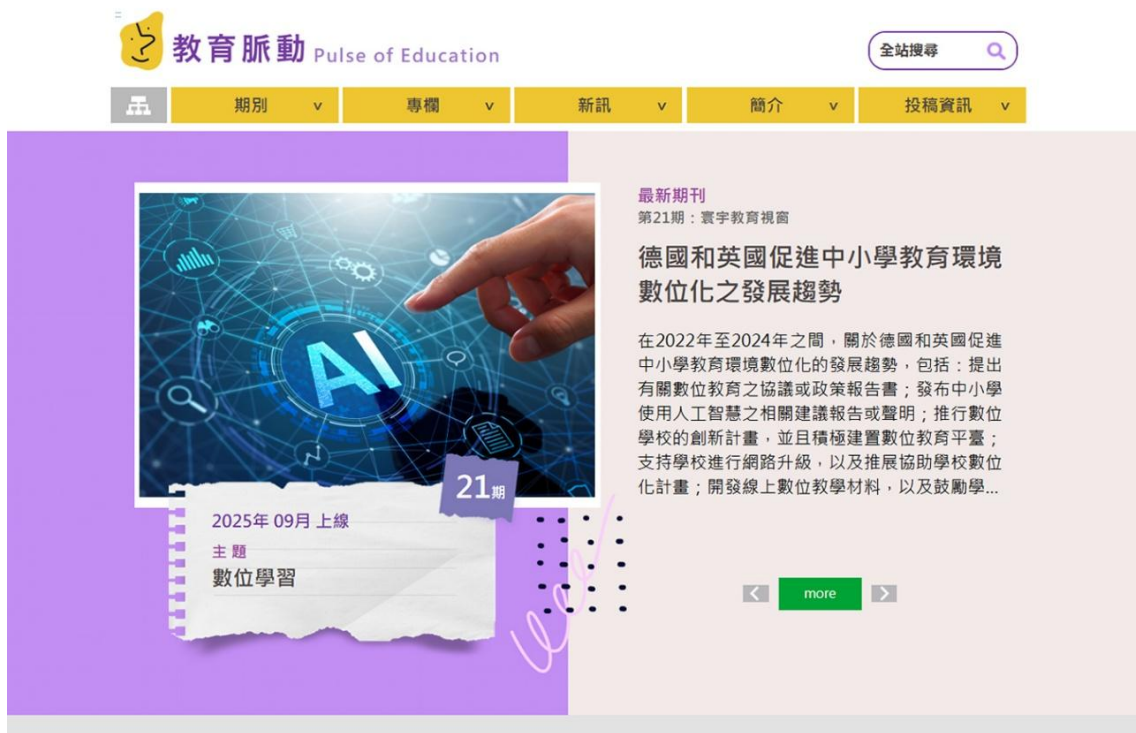 教育脈動 Pulse of Education
全站搜尋
期別 v 專欄 v 新訊 v 簡介 v 投稿資訊 v
AI
21期
2025年 09月 上線
主題
數位學習
最新期刊
第21期：寰宇教育視窗
德國和英國促進中小學教育環境
數位化之發展趨勢
在2022年至2024年之間，關於德國和英國促進
中小學教育環境數位化的發展趨勢，包括：提出
有關數位教育之協議或政策報告書；發布中小學
使用人工智慧之相關建議報告或聲明；推行數位
學校的創新計畫，並且積極建置數位教育平臺；
支持學校進行網路升級，以及推展協助學校數位
化計畫；開發線上數位教學材料，以及鼓勵學...
more